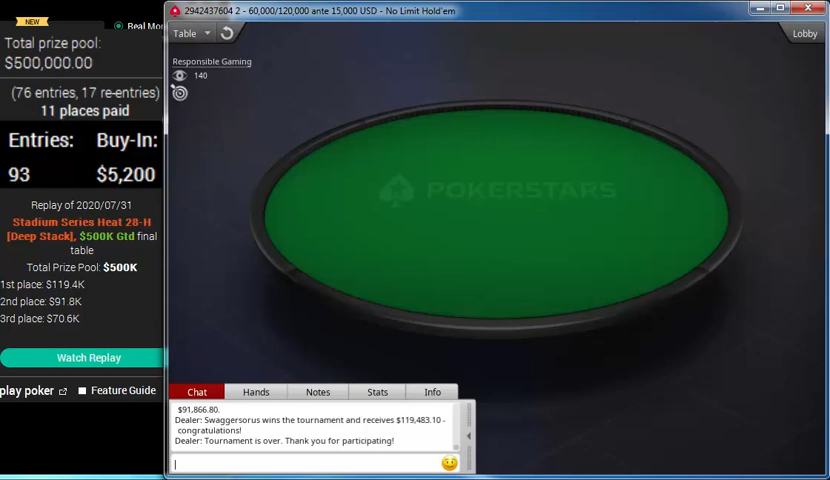 NEW
Real Mo
Total prize pool:
$500,000.00
(76 entries, 17 re-entries)
11 places paid
Entries: Buy-In:
93 $5,200
Replay of 2020/07/31
Stadium Series Heat 28-H
[Deep Stack], $500K Gtd final
table
Total Prize Pool: $500K
1st place: $119.4K
2nd place: $91.8K
3rd place: $70.6K
Watch Replay
play poker Feature Guide
2942437604 2 - 60,000/120,000 ante 15,000 USD - No Limit Hold'em
Table
Lobby
Responsible Gaming
140
POKERSTARS
Chat Hands Notes Stats Info
$91,866.80.
Dealer: Swaggersorus wins the tournament and receives $119,483.10 -
congratulations!
Dealer: Tournament is over. Thank you for participating!